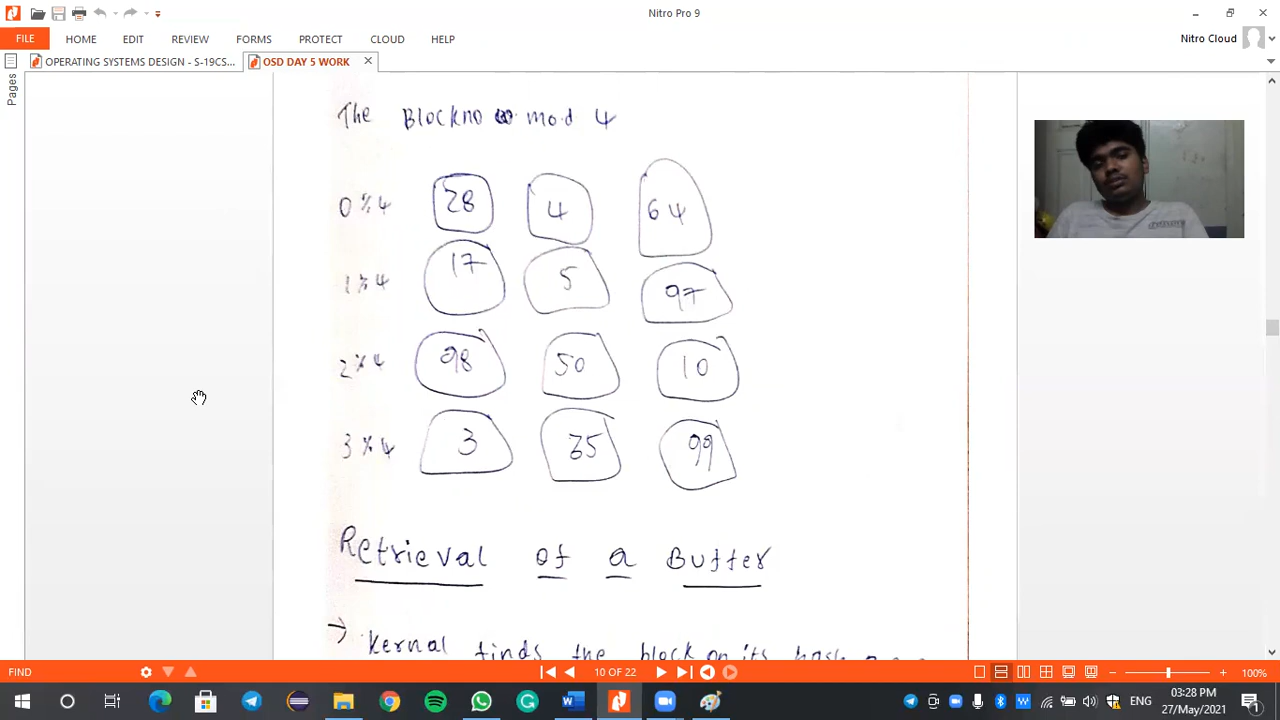 Nitro Pro 9
FILE HOME EDIT REVIEW FORMS PROTECT CLOUD HELP
Nitro Cloud
OPERATING SYSTEMS DESIGN - S-19CS...
OSD DAY 5 WORK
Pages
The Blockno mod 4
0 % 4 28 4 64
1 % 4 17 5 97
2 % 4 98 50 10
3 % 4 3 35 99
Retrieval of a Buffer
→ Kernal finds the block on its hash
FIND
10 OF 22
100%
ENG
03:28 PM
27/May/2021